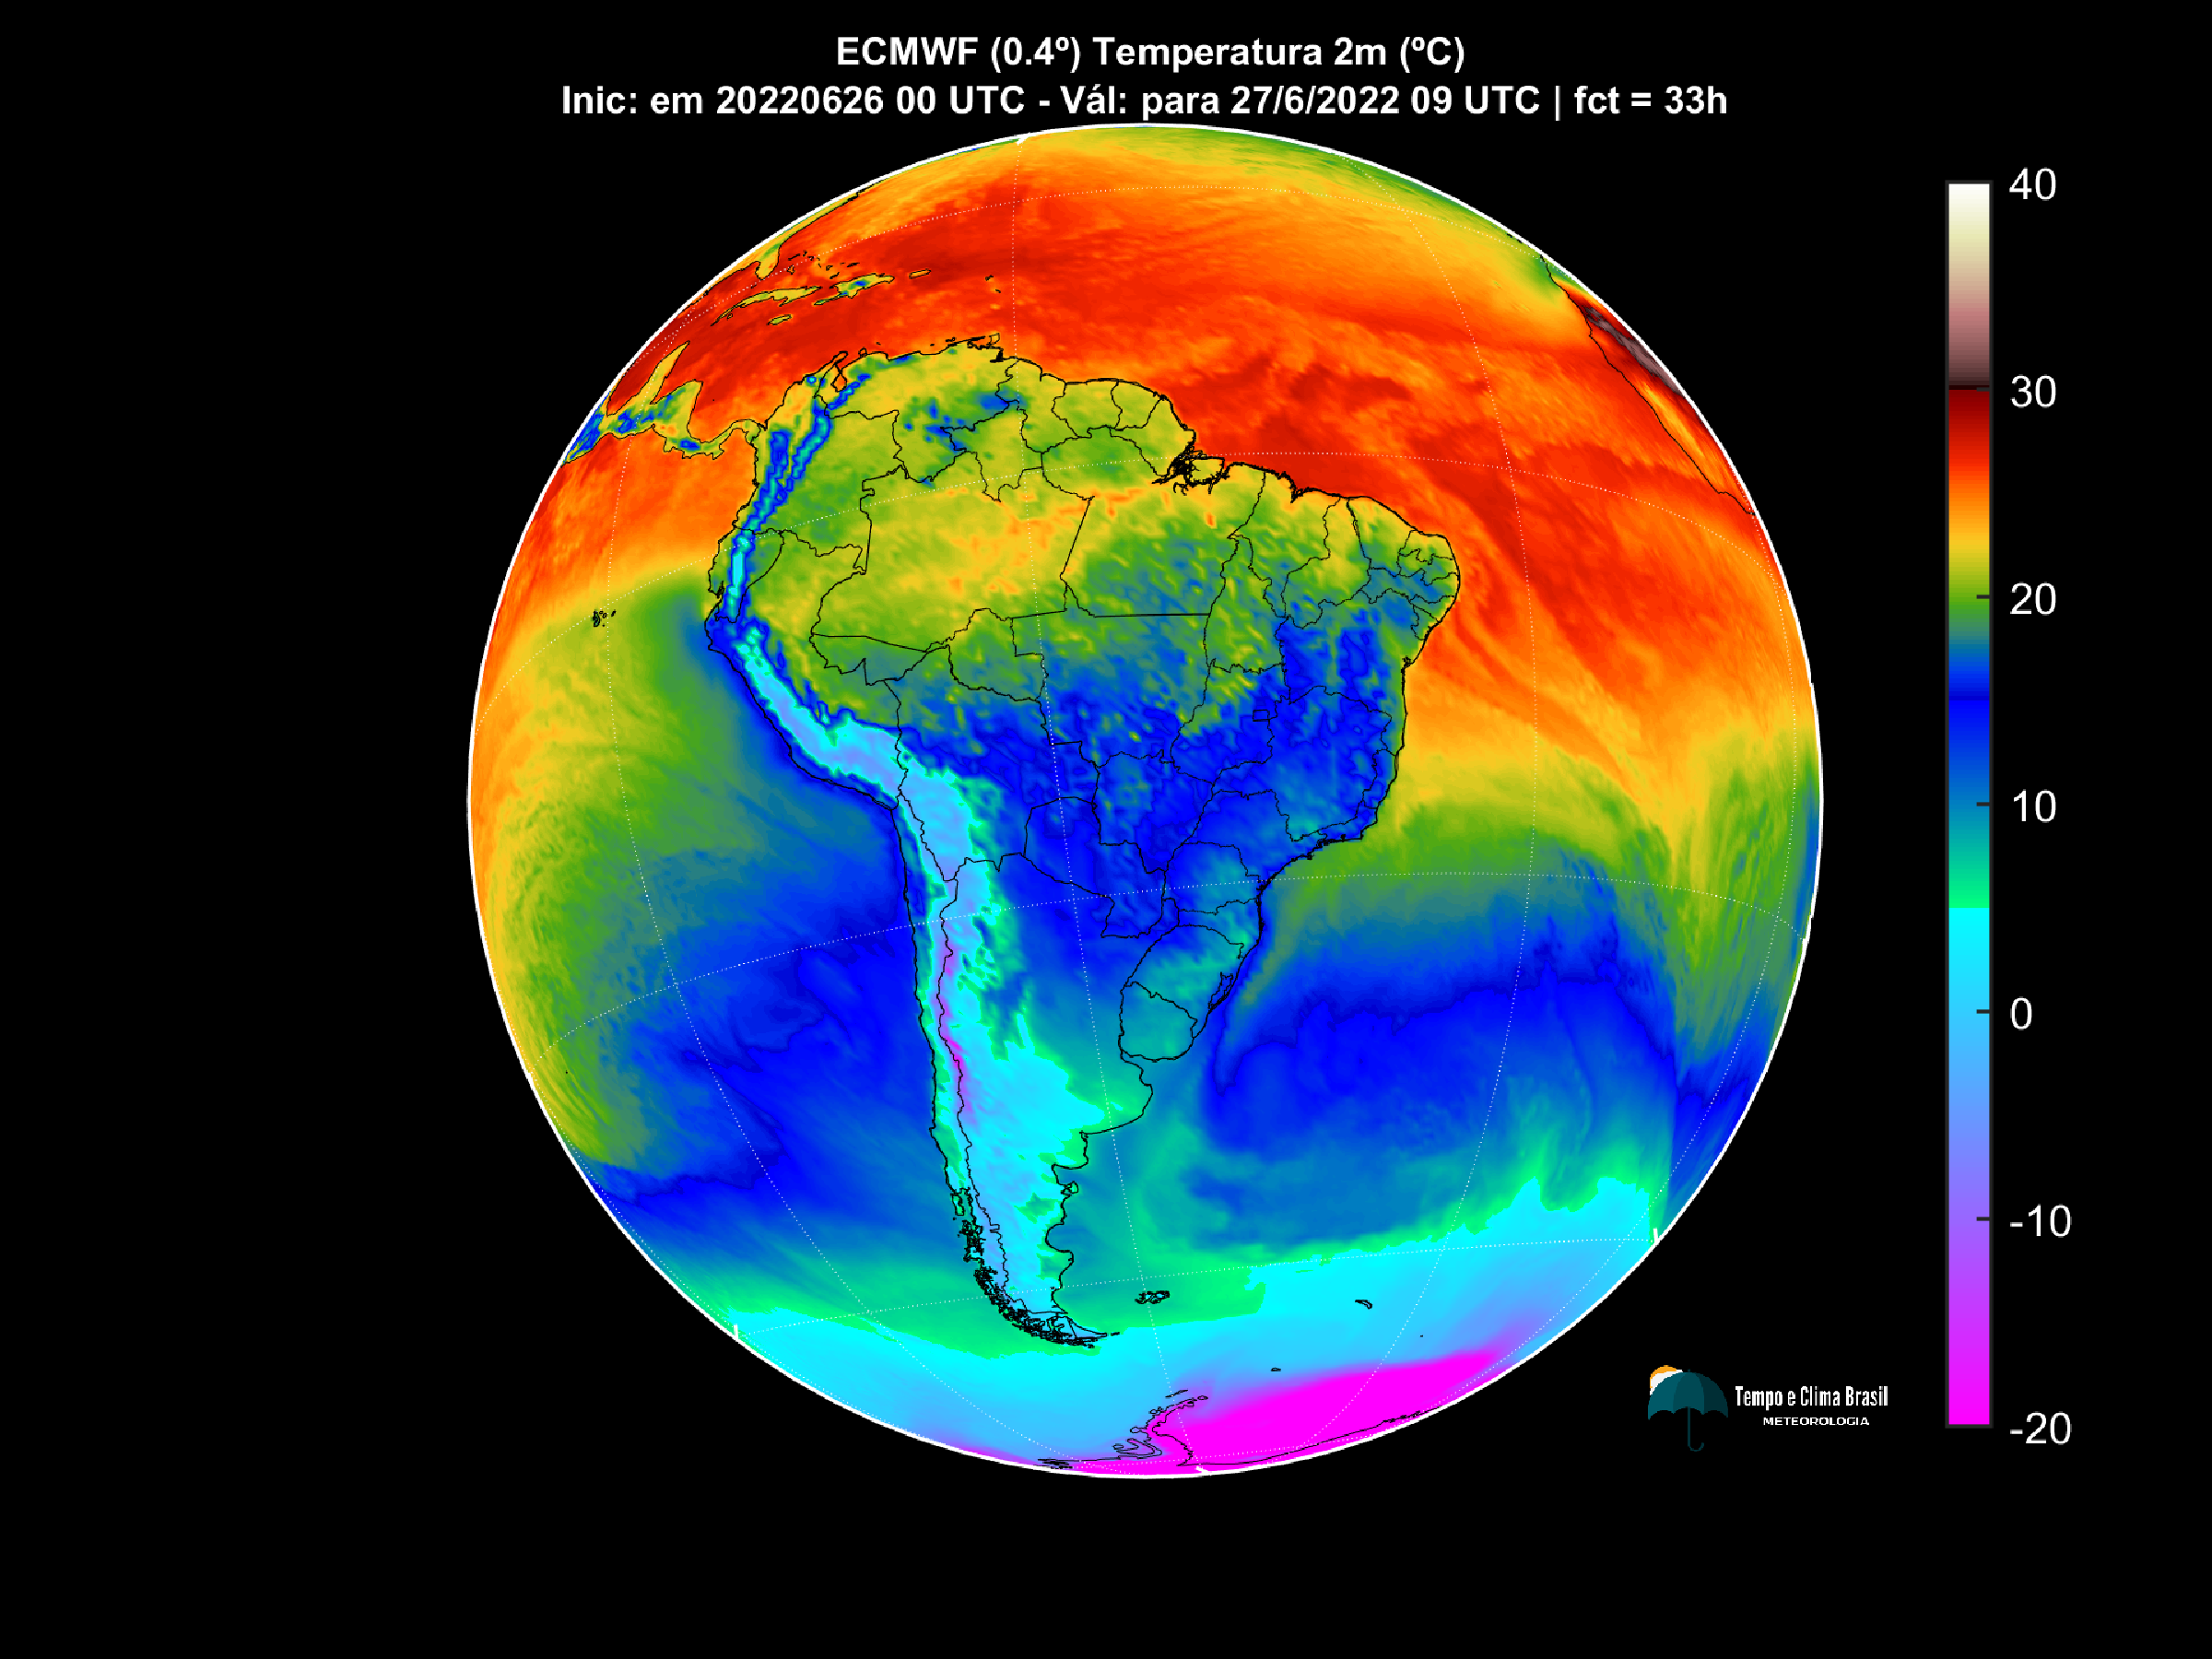 ECMWF (0.4º) Temperatura 2m (ºC)
Inic: em 20220626 00 UTC - Vál: para 27/6/2022 09 UTC | fct = 33h
40
30
20
10
0
-10
-20
Tempo e Clima Brasil
METEOROLOGIA